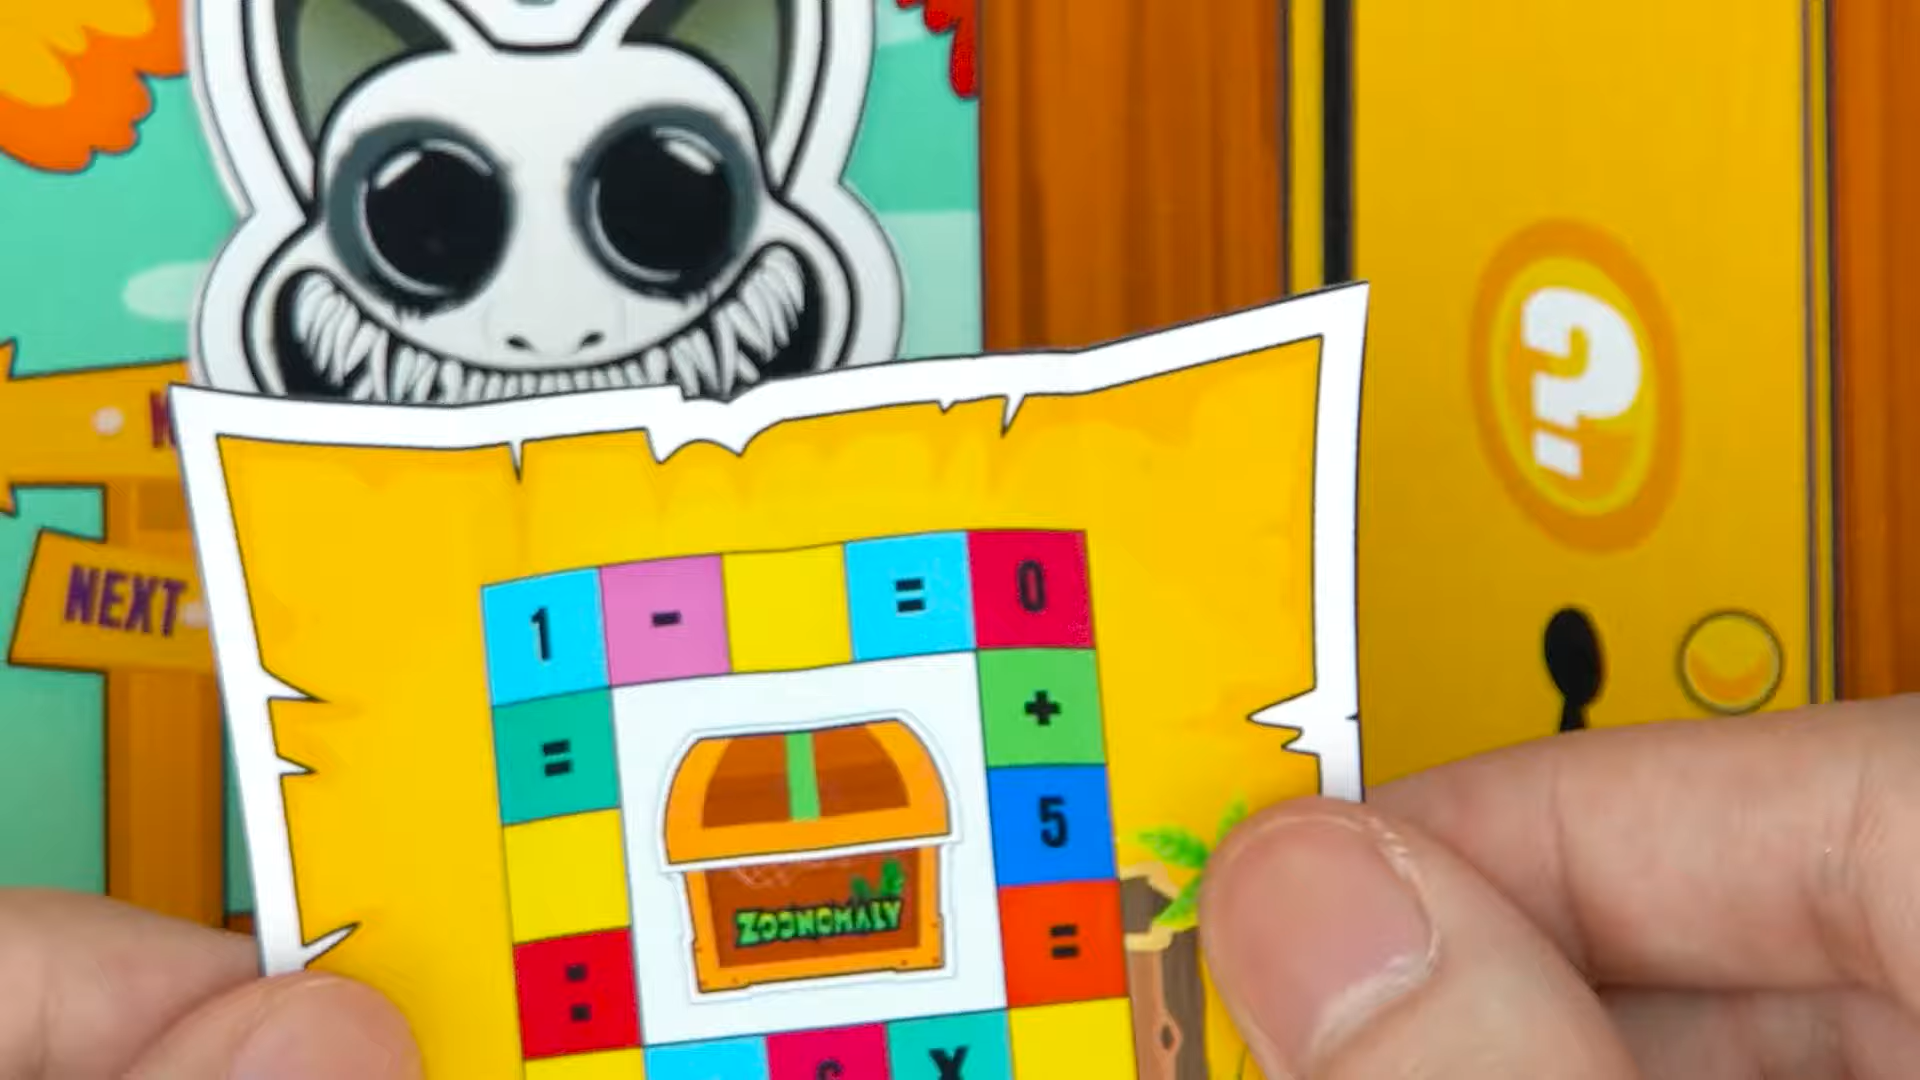 ?
NEXT
1 - = 0
= +
5
ZOONOMALY
: =
X